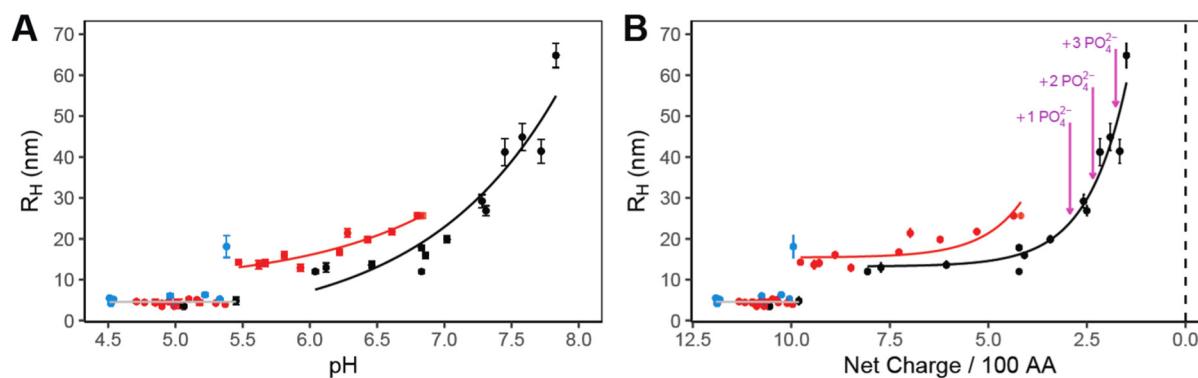 A
R_H (nm)
70
60
50
40
30
20
10
0
4.5 5.0 5.5 6.0 6.5 7.0 7.5 8.0
pH
B
R_H (nm)
70
60
50
40
30
20
10
0
+3 PO₄²⁻
+2 PO₄²⁻
+1 PO₄²⁻
12.5 10.0 7.5 5.0 2.5 0.0
Net Charge / 100 AA